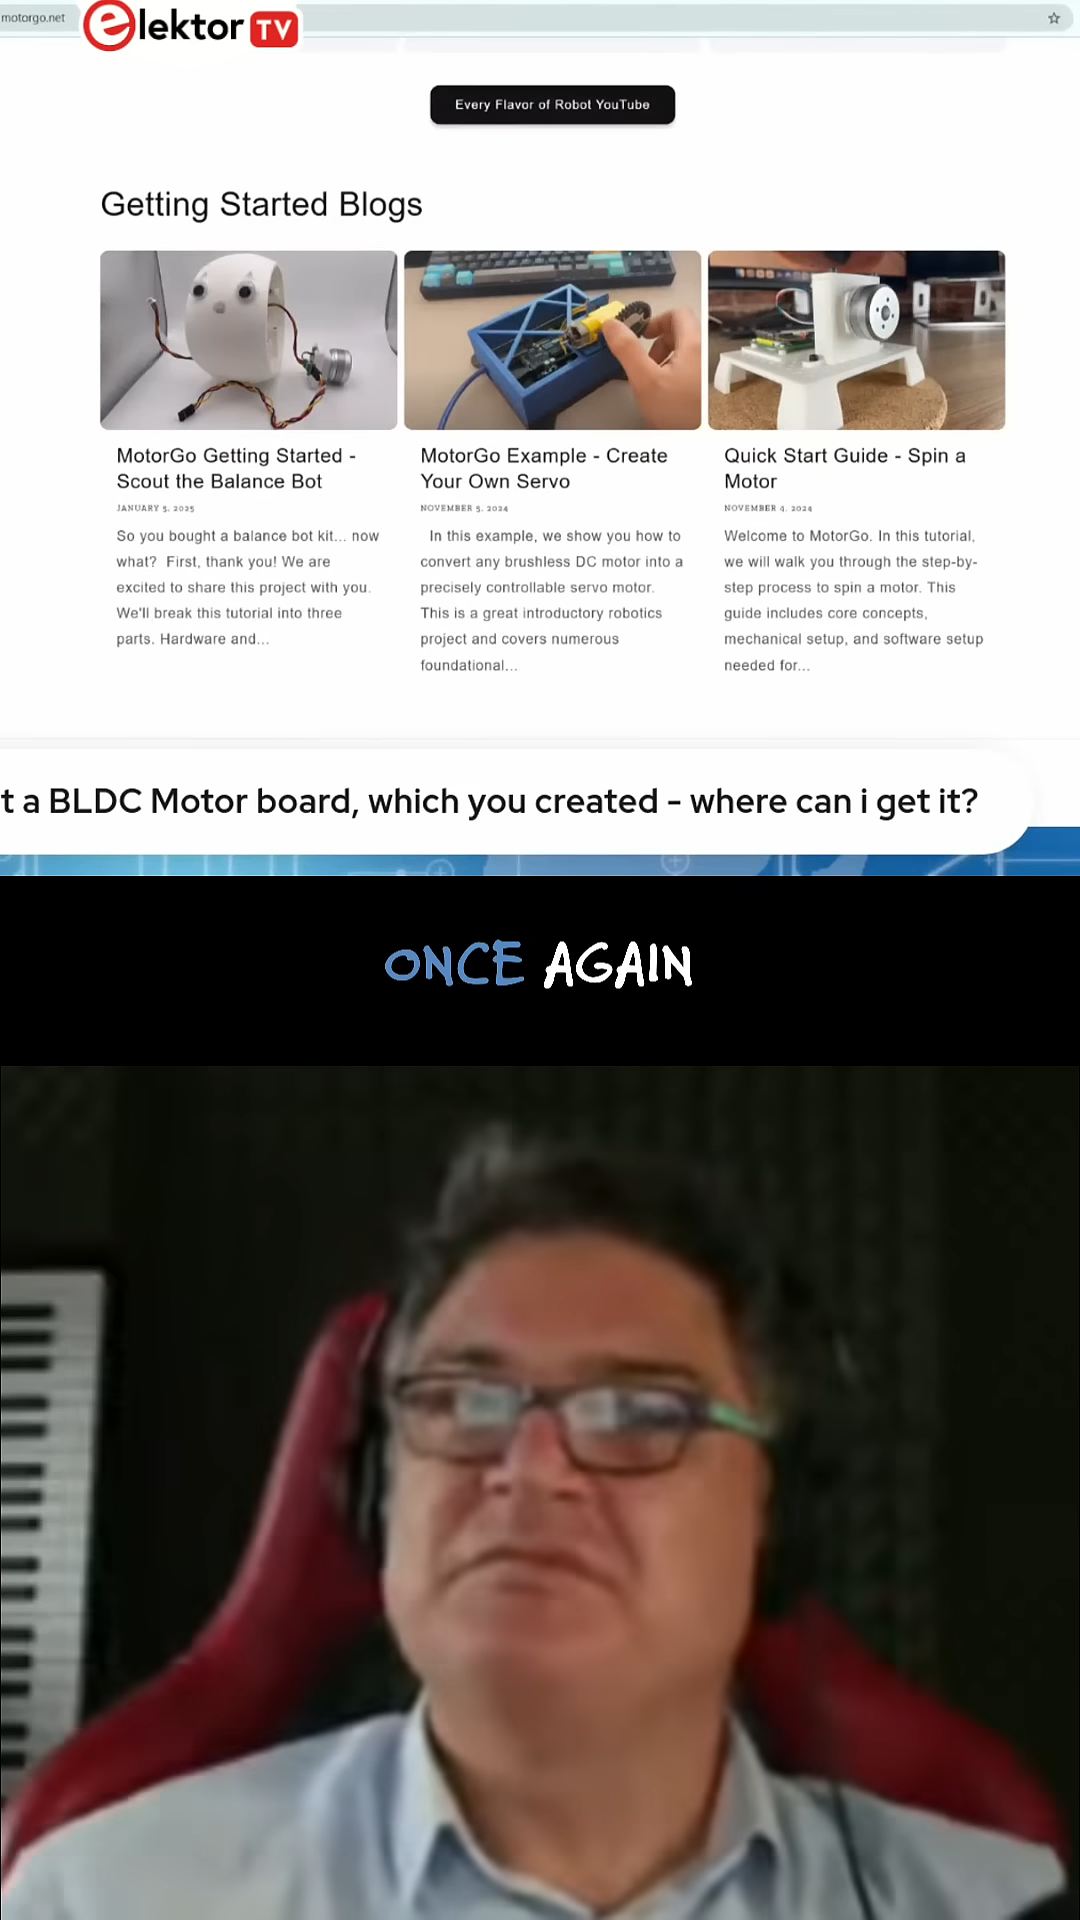 motorgo.net
elektor TV
Every Flavor of Robot YouTube
Getting Started Blogs
MotorGo Getting Started -
Scout the Balance Bot
JANUARY 5, 2025
So you bought a balance bot kit... now
what?  First, thank you! We are
excited to share this project with you.
We'll break this tutorial into three
parts. Hardware and...
MotorGo Example - Create
Your Own Servo
NOVEMBER 5, 2024
In this example, we show you how to
convert any brushless DC motor into a
precisely controllable servo motor.
This is a great introductory robotics
project and covers numerous
foundational...
Quick Start Guide - Spin a
Motor
NOVEMBER 4, 2024
Welcome to MotorGo. In this tutorial,
we will walk you through the step-by-
step process to spin a motor. This
guide includes core concepts,
mechanical setup, and software setup
needed for...
t a BLDC Motor board, which you created - where can i get it?
ONCE AGAIN